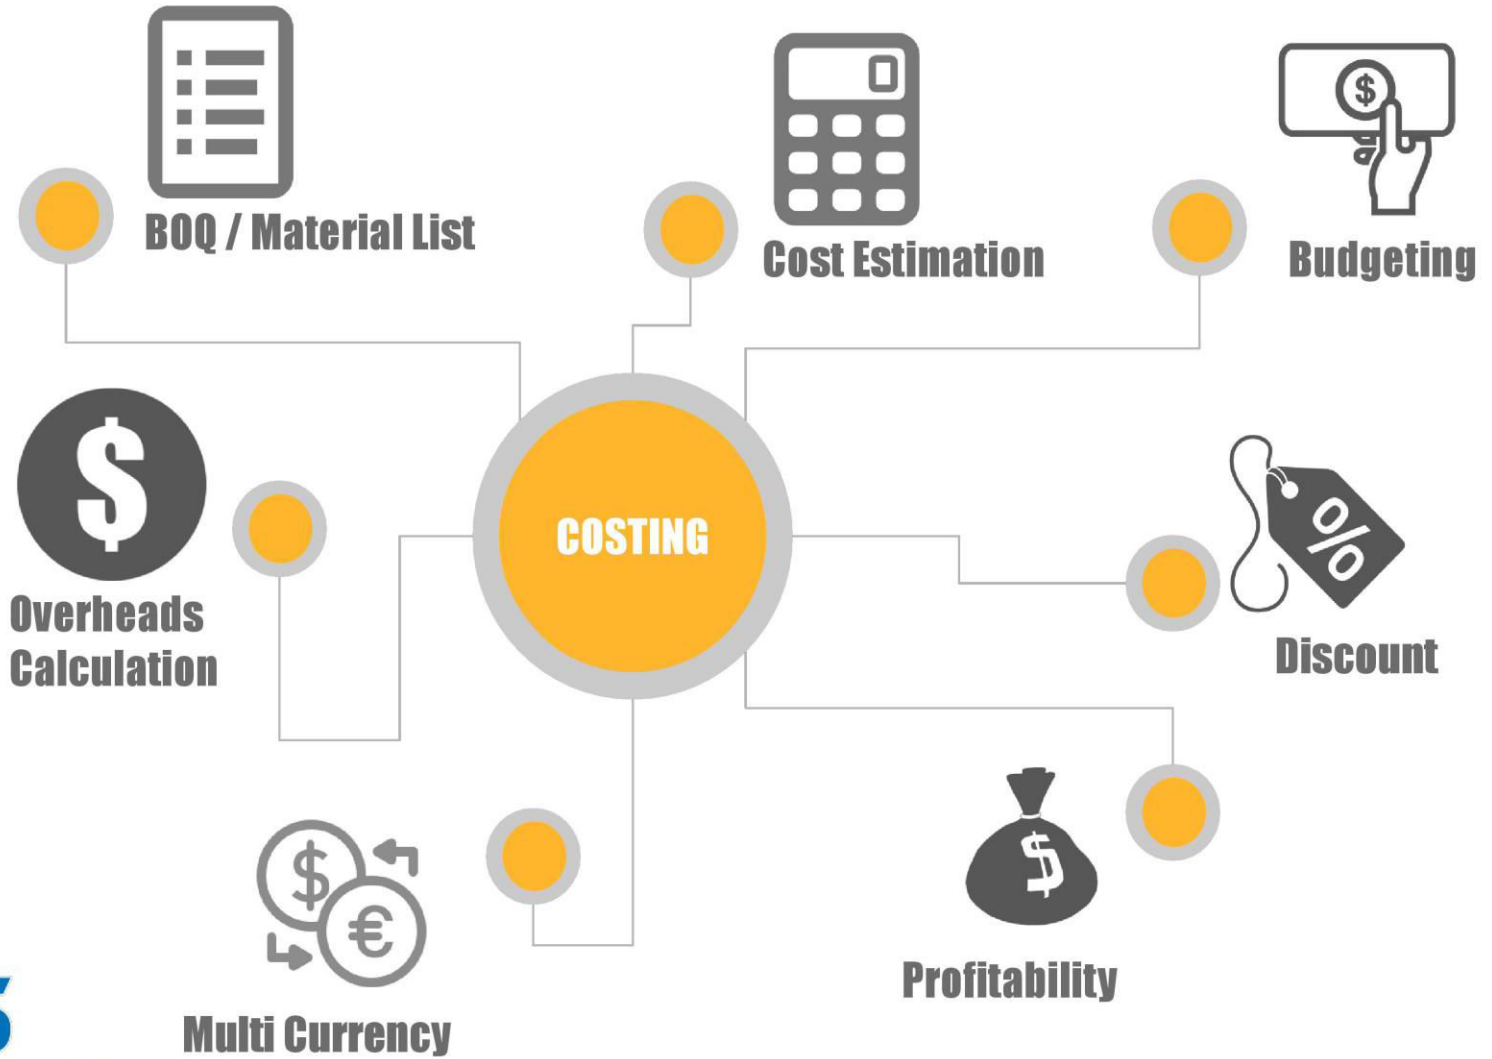 BOQ / Material List
Cost Estimation
Budgeting
COSTING
Overheads
Calculation
Discount
Profitability
Multi Currency